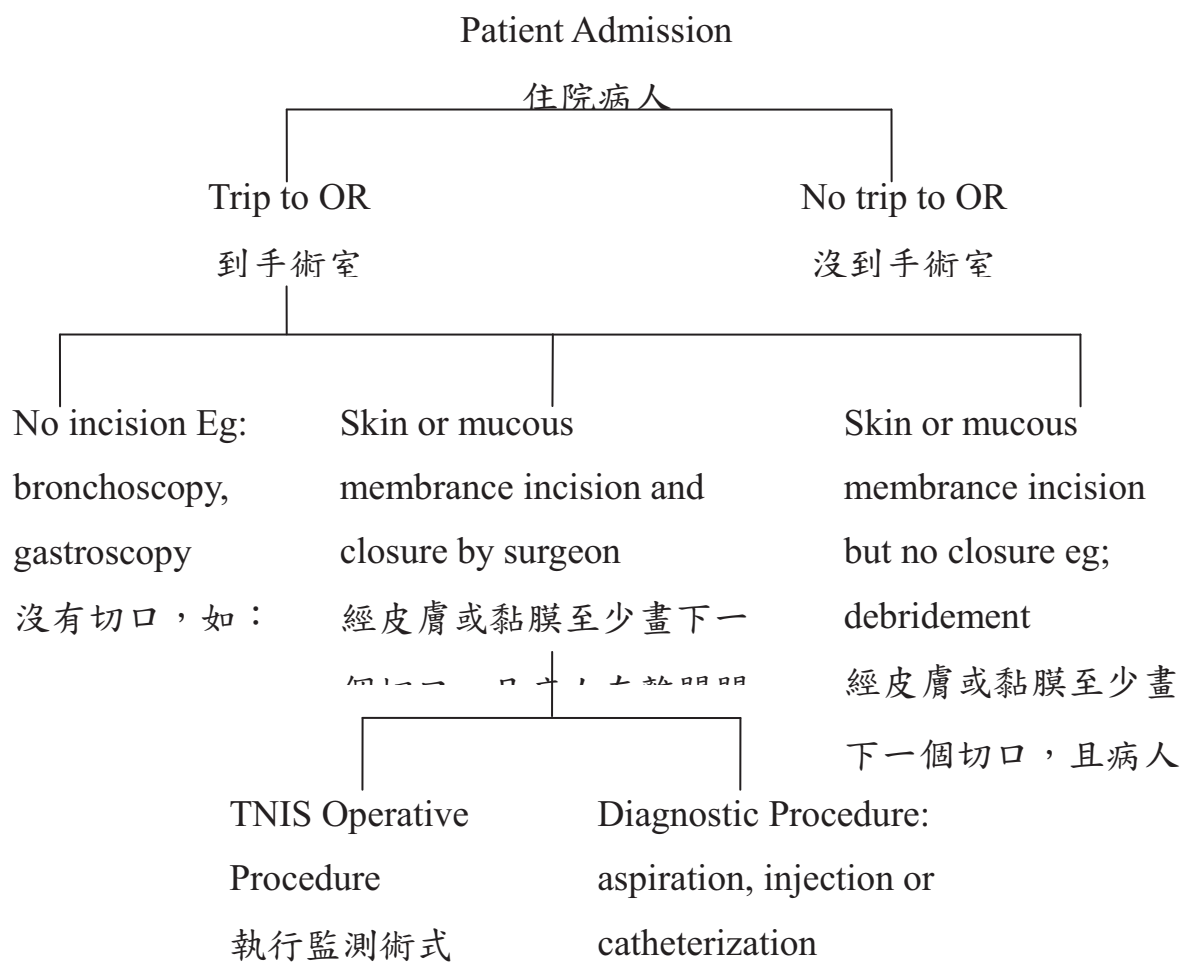 Patient Admission
住院病人
Trip to OR
到手術室
No trip to OR
沒到手術室
No incision Eg:
bronchoscopy,
gastroscopy
沒有切口，如：
Skin or mucous
membrance incision and
closure by surgeon
經皮膚或黏膜至少畫下一
Skin or mucous
membrance incision
but no closure eg;
debridement
經皮膚或黏膜至少畫
下一個切口，且病人
TNIS Operative
Procedure
執行監測術式
Diagnostic Procedure:
aspiration, injection or
catheterization